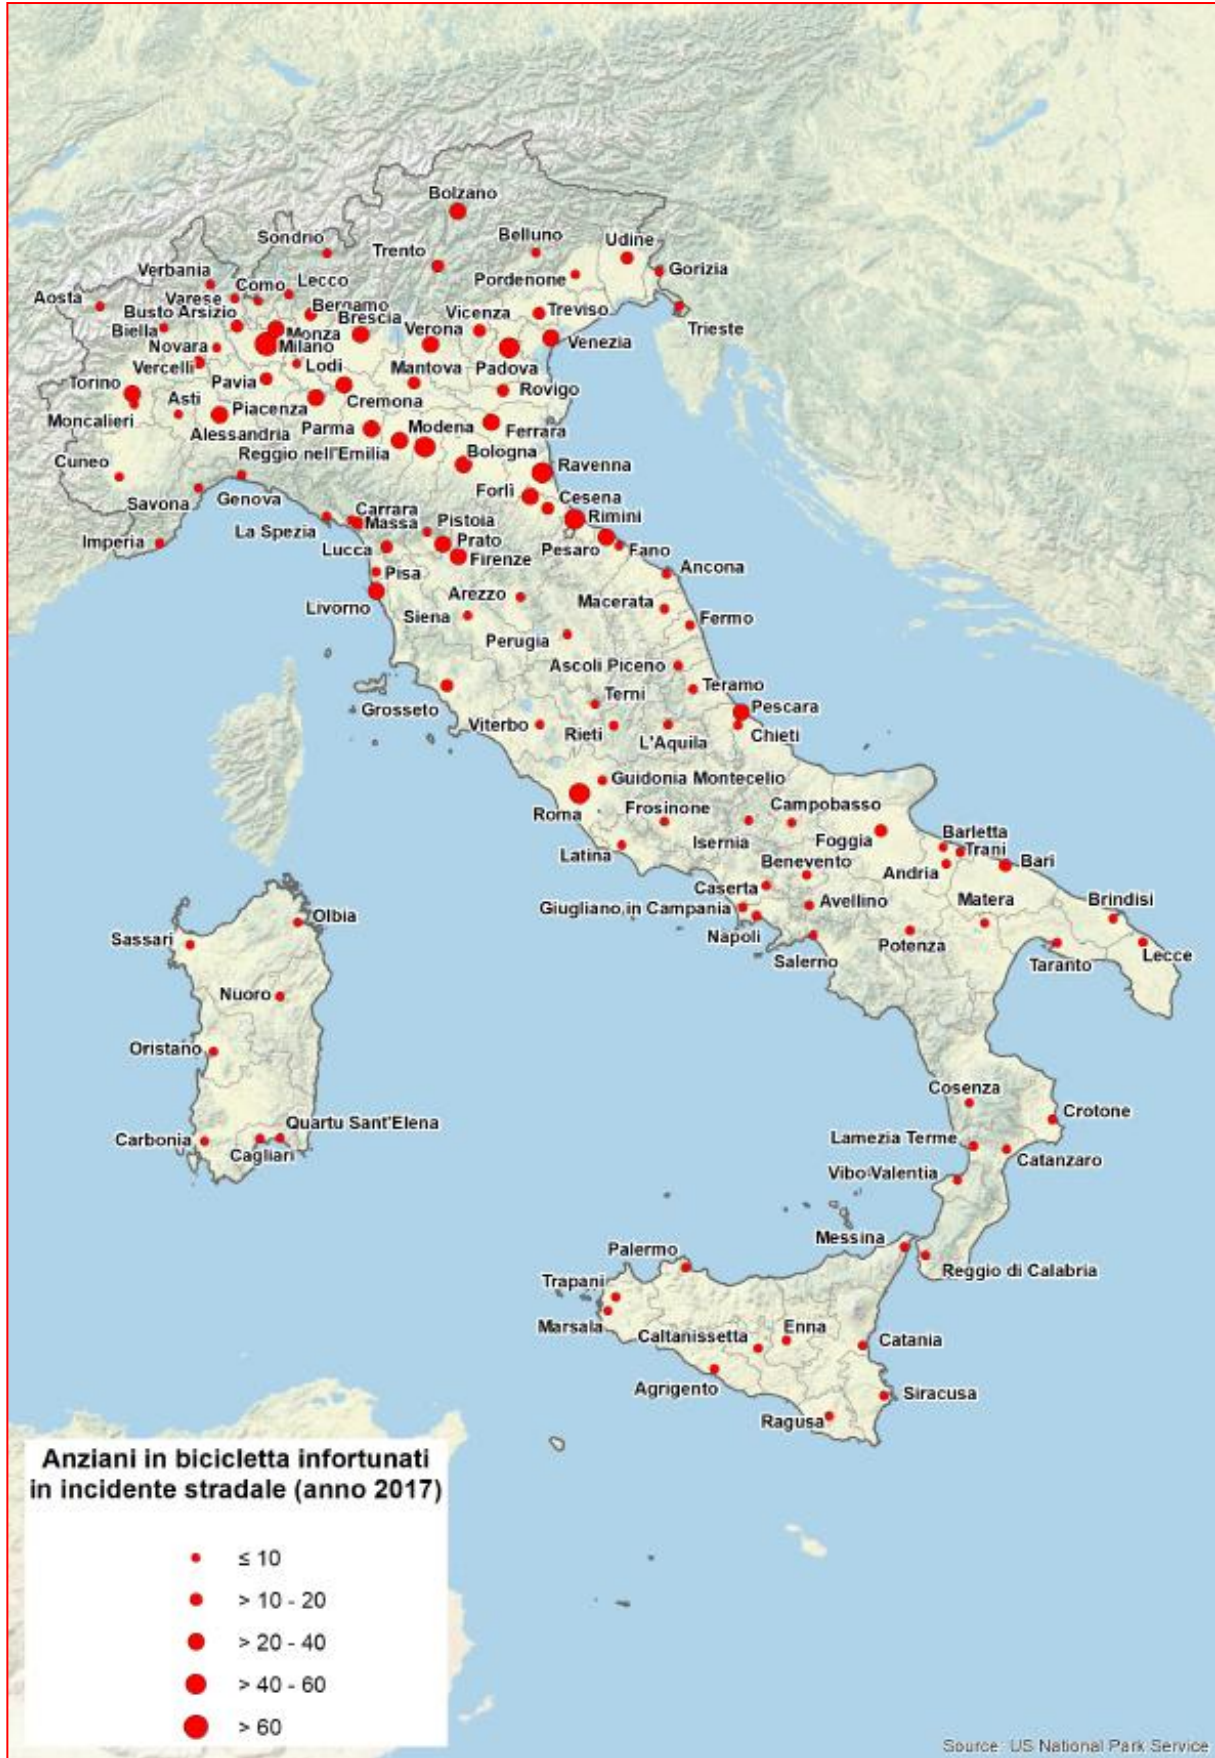 Bolzano
Sondrio
Trento
Belluno
Udine
Verbania
Pordenone
Gorizia
Aosta
Varese
Como
Lecco
Busto Arsizio
Bergamo
Vicenza
Treviso
Biella
Monza
Brescia
Verona
Trieste
Novara
Milano
Venezia
Vercelli
Lodi
Mantova
Padova
Torino
Pavia
Rovigo
Moncalieri
Asti
Piacenza
Cremona
Alessandria
Parma
Modena
Ferrara
Reggio nell'Emilia
Bologna
Cuneo
Ravenna
Savona
Genova
Forlì
Cesena
La Spezia
Carrara
Massa
Pistoia
Rimini
Imperia
Lucca
Prato
Firenze
Pesaro
Fano
Pisa
Ancona
Livorno
Siena
Arezzo
Macerata
Fermo
Perugia
Ascoli Piceno
Teramo
Grosseto
Terni
Pescara
Viterbo
Rieti
L'Aquila
Chieti
Guidonia Montecelio
Roma
Frosinone
Campobasso
Latina
Isernia
Foggia
Barletta
Trani
Benevento
Andria
Bari
Caserta
Giugliano in Campania
Avellino
Matera
Brindisi
Olbia
Napoli
Sassari
Salerno
Potenza
Taranto
Lecce
Nuoro
Oristano
Cosenza
Crotone
Quartu Sant'Elena
Carbonia
Cagliari
Lamezia Terme
Catanzaro
Vibo Valentia
Messina
Palermo
Reggio di Calabria
Trapani
Marsala
Caltanissetta
Enna
Catania
Agrigento
Siracusa
Ragusa
Anziani in bicicletta infortunati
in incidente stradale (anno 2017)
≤ 10
> 10 - 20
> 20 - 40
> 40 - 60
> 60
Source: US National Park Service